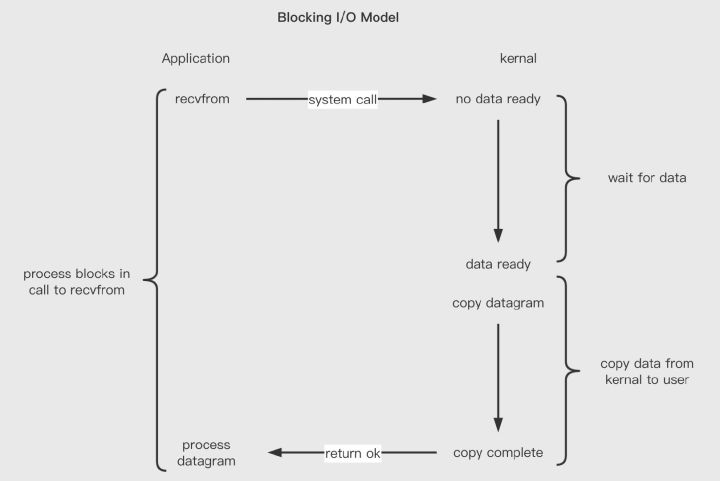 Blocking I/O Model
Application
kernal
recvfrom
system call
no data ready
wait for data
data ready
process blocks in
call to recvfrom
copy datagram
copy data from
kernal to user
process
datagram
return ok
copy complete